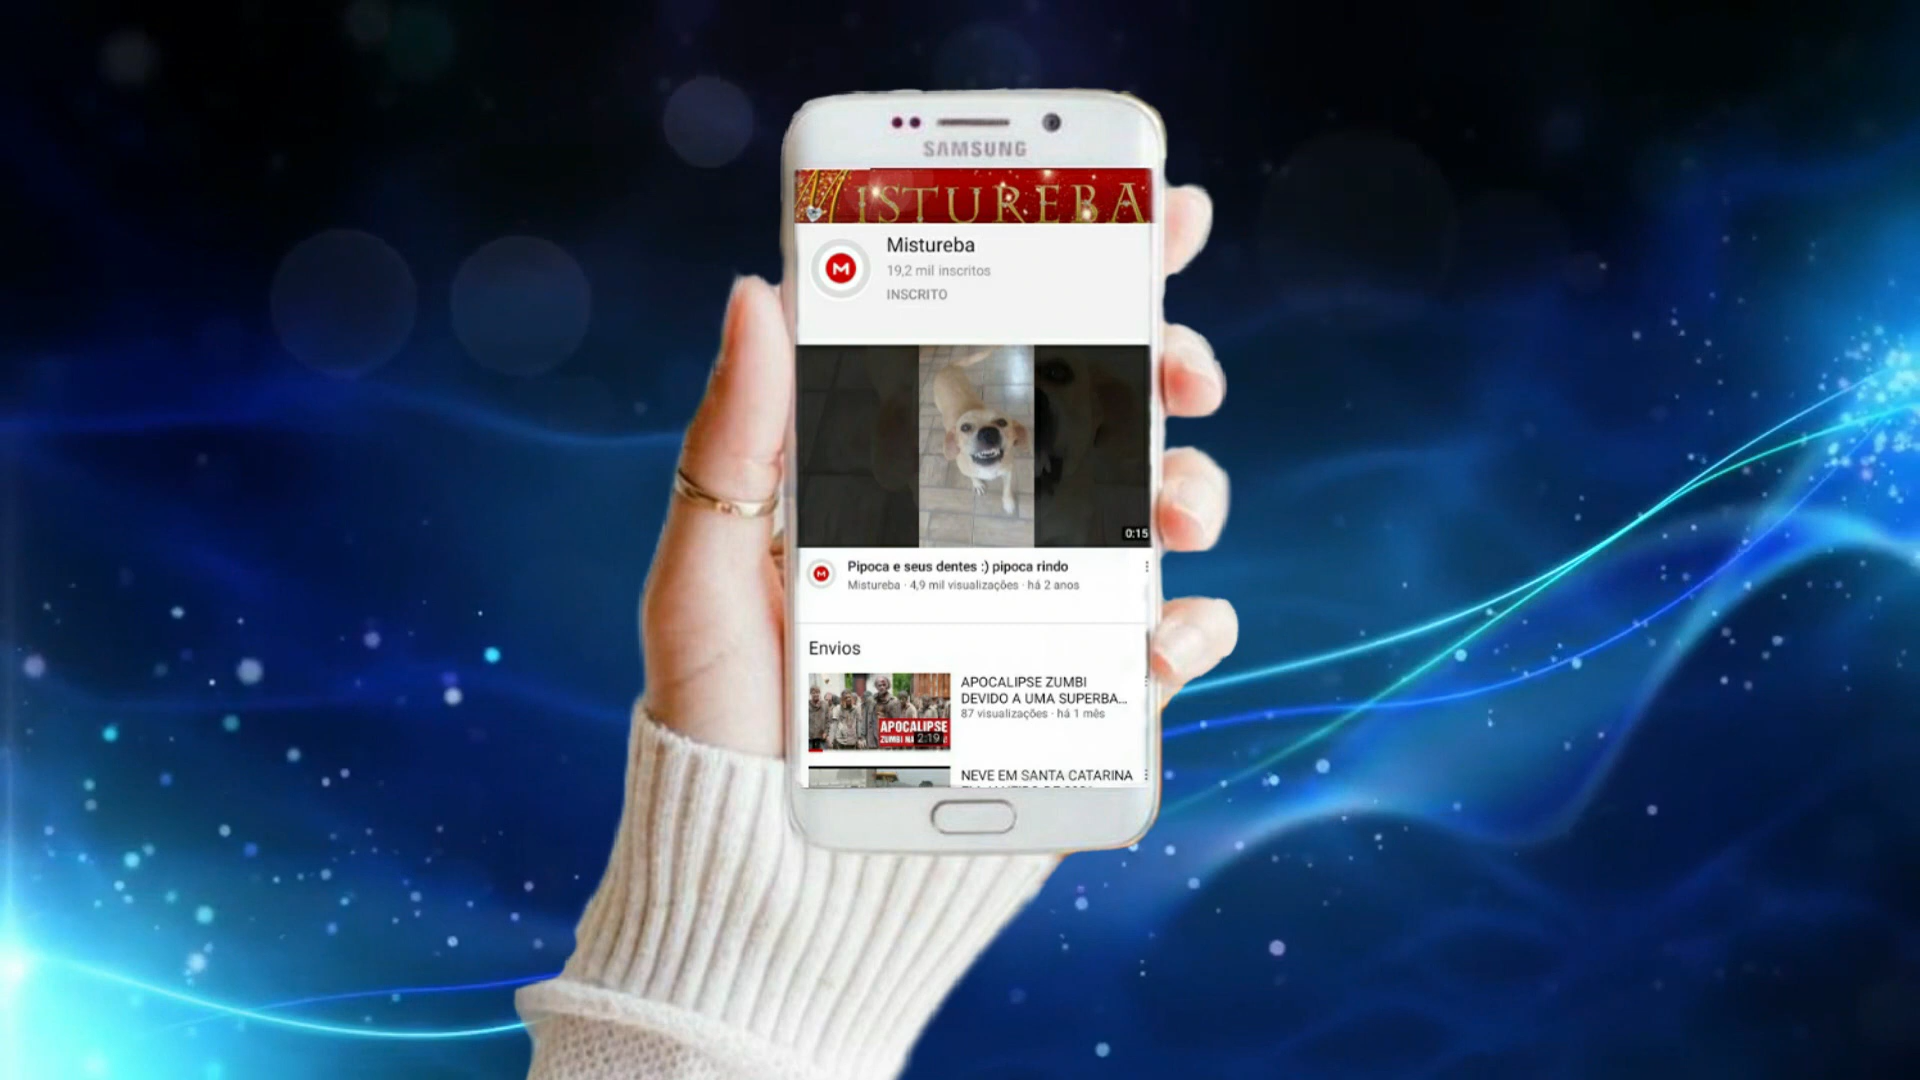 SAMSUNG
MISTUREBA
M
Mistureba
19,2 mil inscritos
INSCRITO
0:15
M
Pipoca e seus dentes :) pipoca rindo
Mistureba · 4,9 mil visualizações · há 2 anos
Envios
APOCALIPSE ZUMBI
DEVIDO A UMA SUPERBA...
87 visualizações · há 1 mês
APOCALIPSE
ZUMBI
2:19
NEVE EM SANTA CATARINA